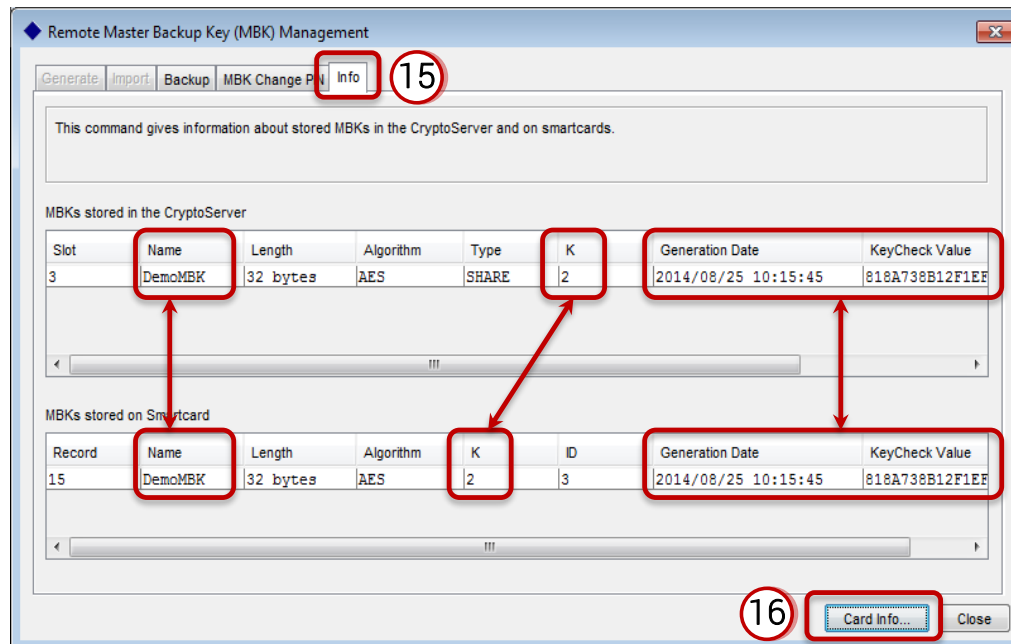 Remote Master Backup Key (MBK) Management
Generate Import Backup MBK Change PIN Info 15
This command gives information about stored MBKs in the CryptoServer and on smartcards.
MBKs stored in the CryptoServer
Slot Name Length Algorithm Type K Generation Date KeyCheck Value
3 DemoMBK 32 bytes AES SHARE 2 2014/08/25 10:15:45 818A738B12F1EF
MBKs stored on Smartcard
Record Name Length Algorithm K ID Generation Date KeyCheck Value
15 DemoMBK 32 bytes AES 2 3 2014/08/25 10:15:45 818A738B12F1EF
16 Card Info... Close